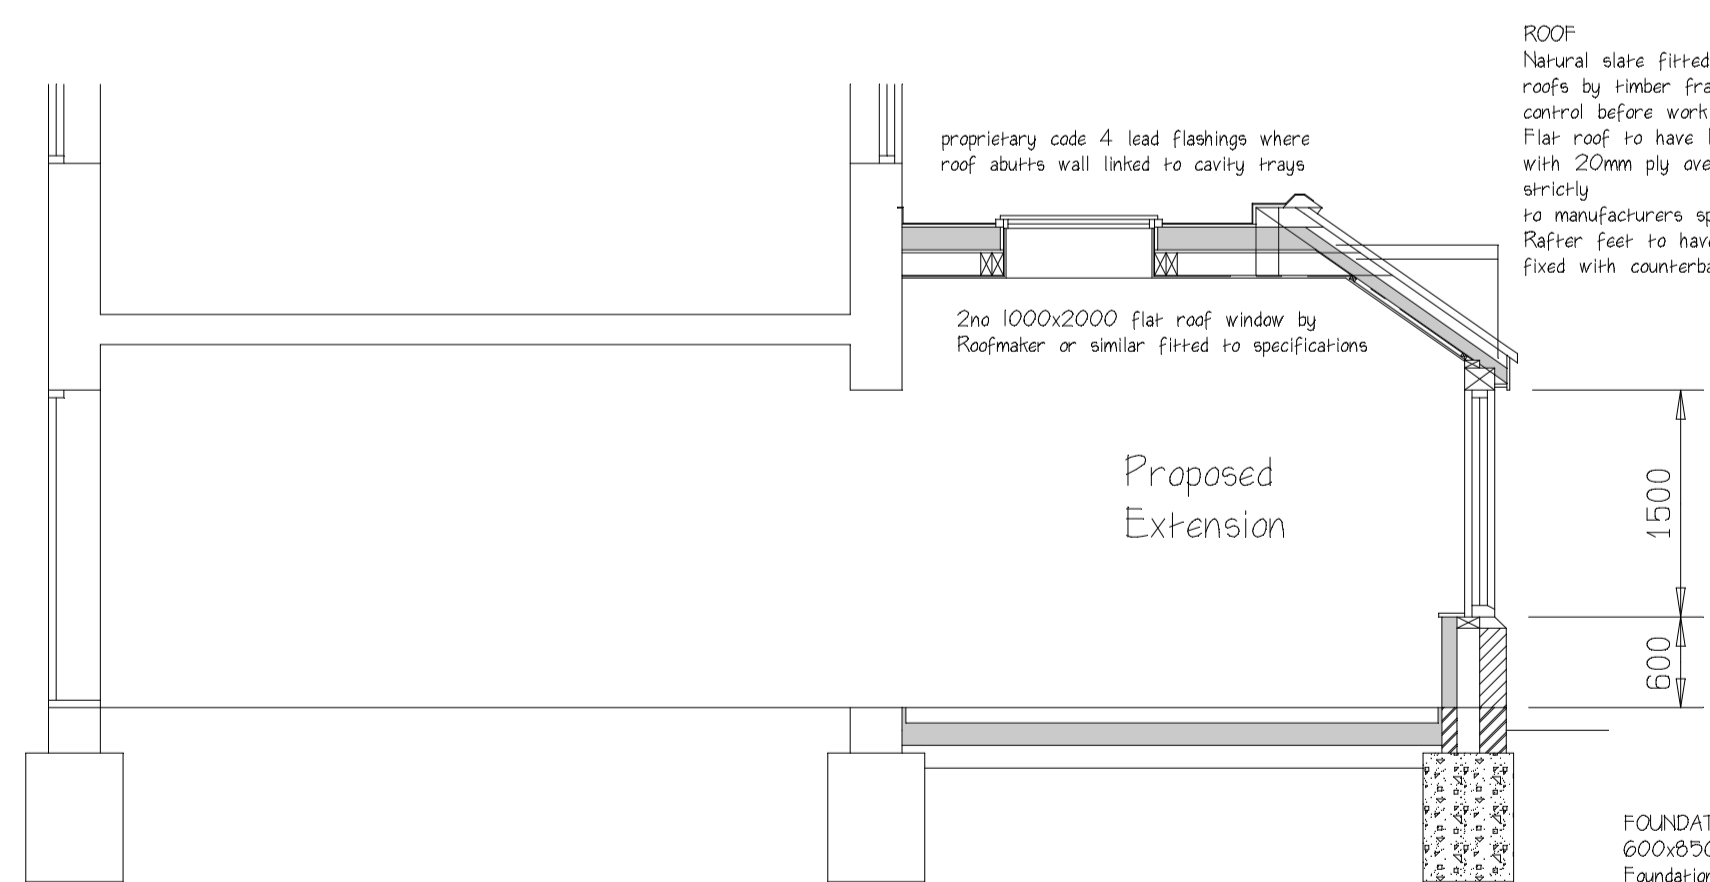 ROOF
Natural slate fitted
roofs by timber fra
control before work
Flat roof to have
with 20mm ply ove
strictly
to manufacturers sp
Rafter feet to have
fixed with counterba
proprietary code 4 lead flashings where
roof abutts wall linked to cavity trays
2no 1000x2000 flat roof window by
Roofmaker or similar fitted to specifications
Proposed
Extension
1500
600
FOUNDAT
600x850
Foundation